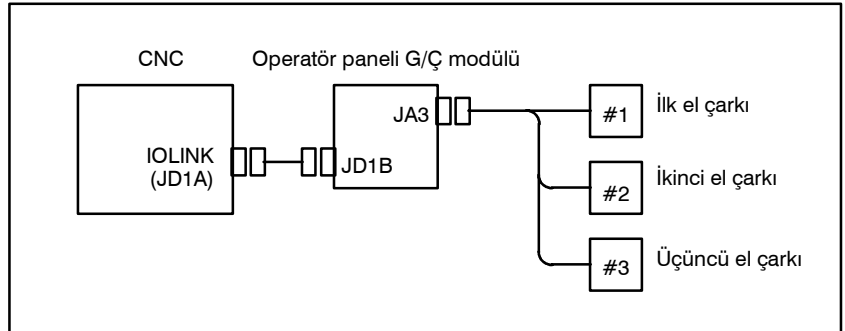 CNC
Operatör paneli G/Ç modülü
JA3
IOLINK
(JD1A)
JD1B
#1
İlk el çarkı
#2
İkinci el çarkı
#3
Üçüncü el çarkı